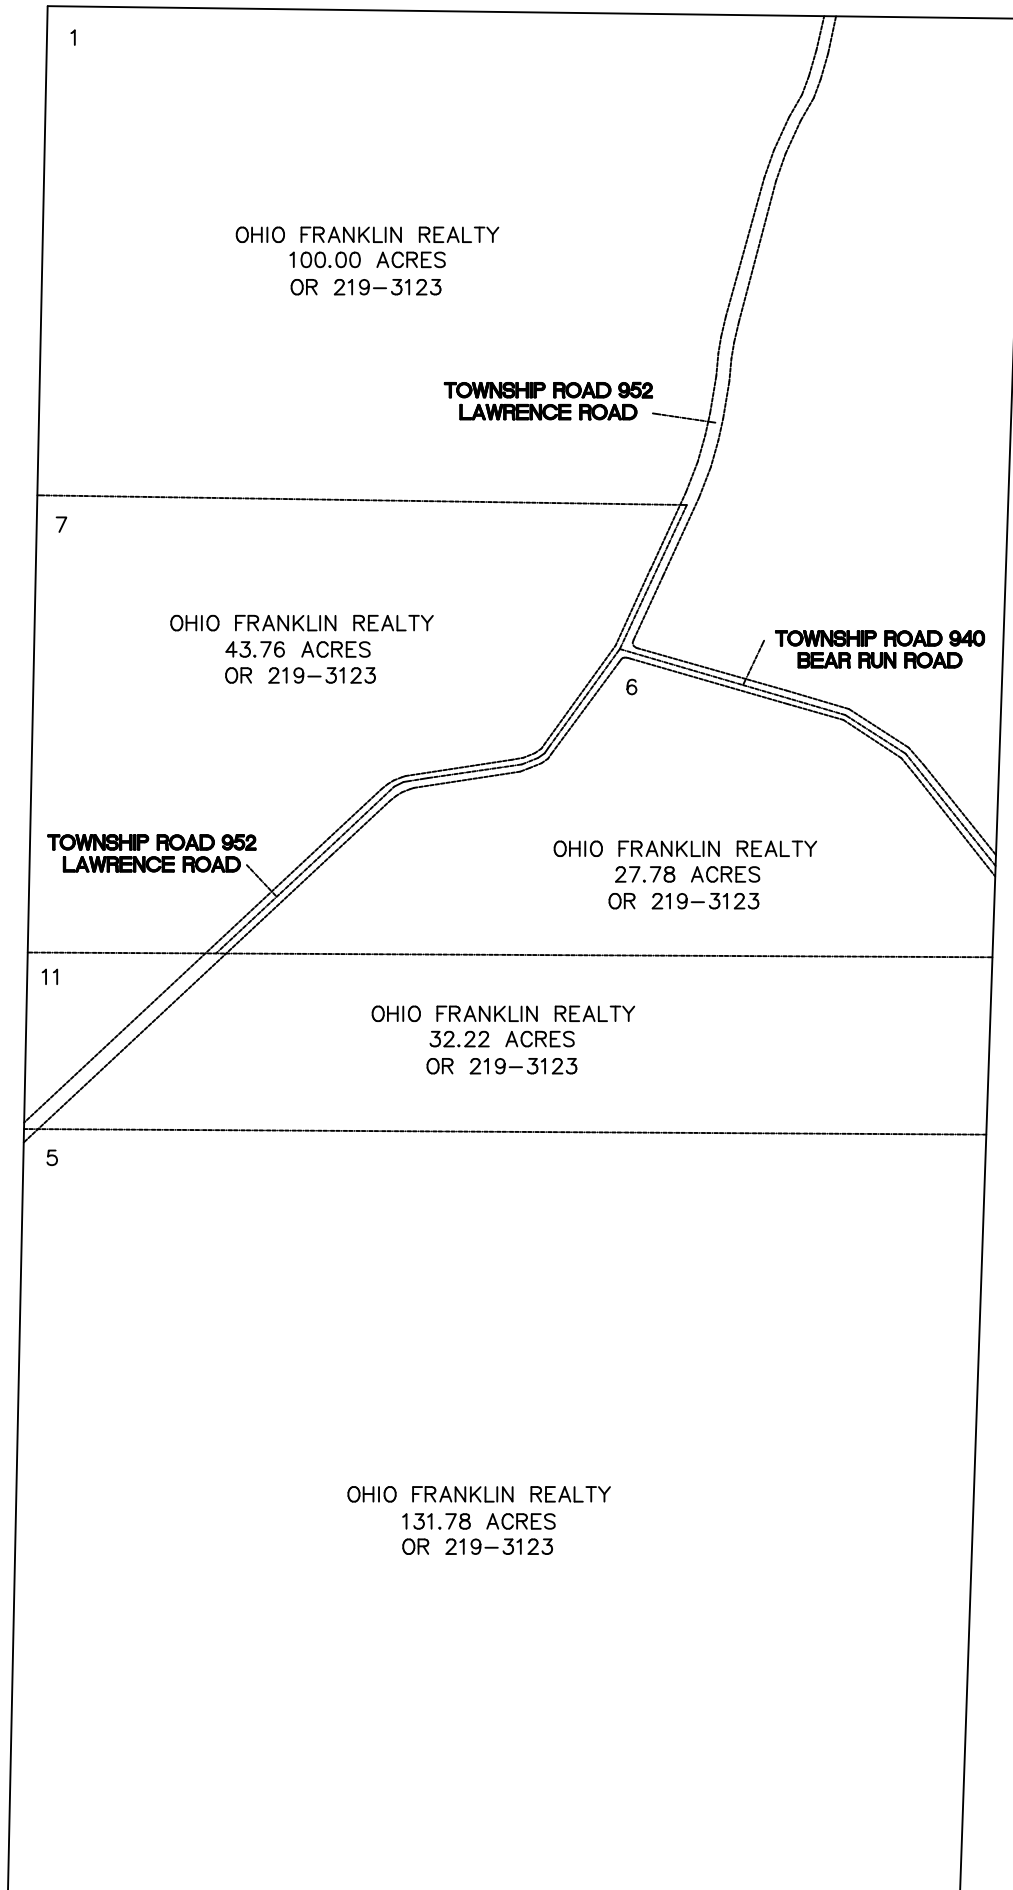 1
OHIO FRANKLIN REALTY
100.00 ACRES
OR 219-3123
TOWNSHIP ROAD 952
LAWRENCE ROAD
7
OHIO FRANKLIN REALTY
43.76 ACRES
OR 219-3123
TOWNSHIP ROAD 940
BEAR RUN ROAD
6
TOWNSHIP ROAD 952
LAWRENCE ROAD
OHIO FRANKLIN REALTY
27.78 ACRES
OR 219-3123
11
OHIO FRANKLIN REALTY
32.22 ACRES
OR 219-3123
5
OHIO FRANKLIN REALTY
131.78 ACRES
OR 219-3123